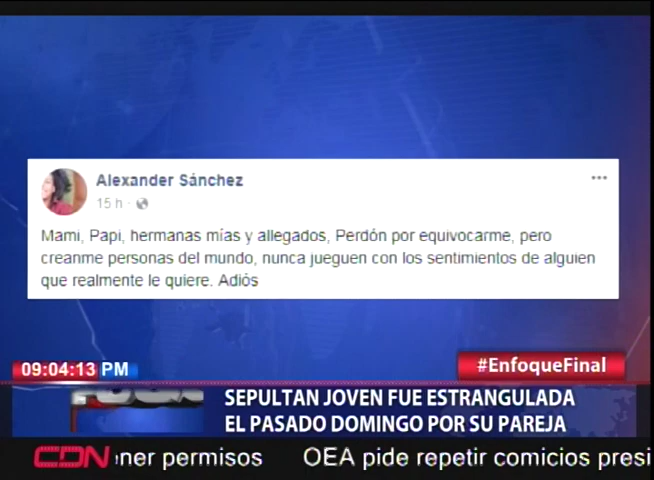 Alexander Sánchez
15 h
Mami, Papi, hermanas mías y allegados, Perdón por equivocarme, pero
creanme personas del mundo, nunca jueguen con los sentimientos de alguien
que realmente le quiere. Adiós
09:04:13 PM
#EnfoqueFinal
SEPULTAN JOVEN FUE ESTRANGULADA
EL PASADO DOMINGO POR SU PAREJA
CDN ner permisos OEA pide repetir comicios presi